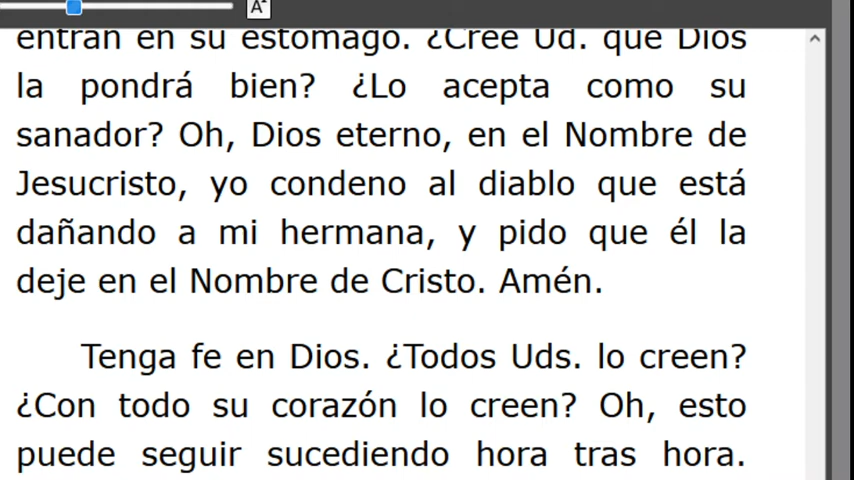 A
entran en su estómago. ¿Cree Ud. que Dios
la pondrá bien? ¿Lo acepta como su
sanador? Oh, Dios eterno, en el Nombre de
Jesucristo, yo condeno al diablo que está
dañando a mi hermana, y pido que él la
deje en el Nombre de Cristo. Amén.
Tenga fe en Dios. ¿Todos Uds. lo creen?
¿Con todo su corazón lo creen? Oh, esto
puede seguir sucediendo hora tras hora.